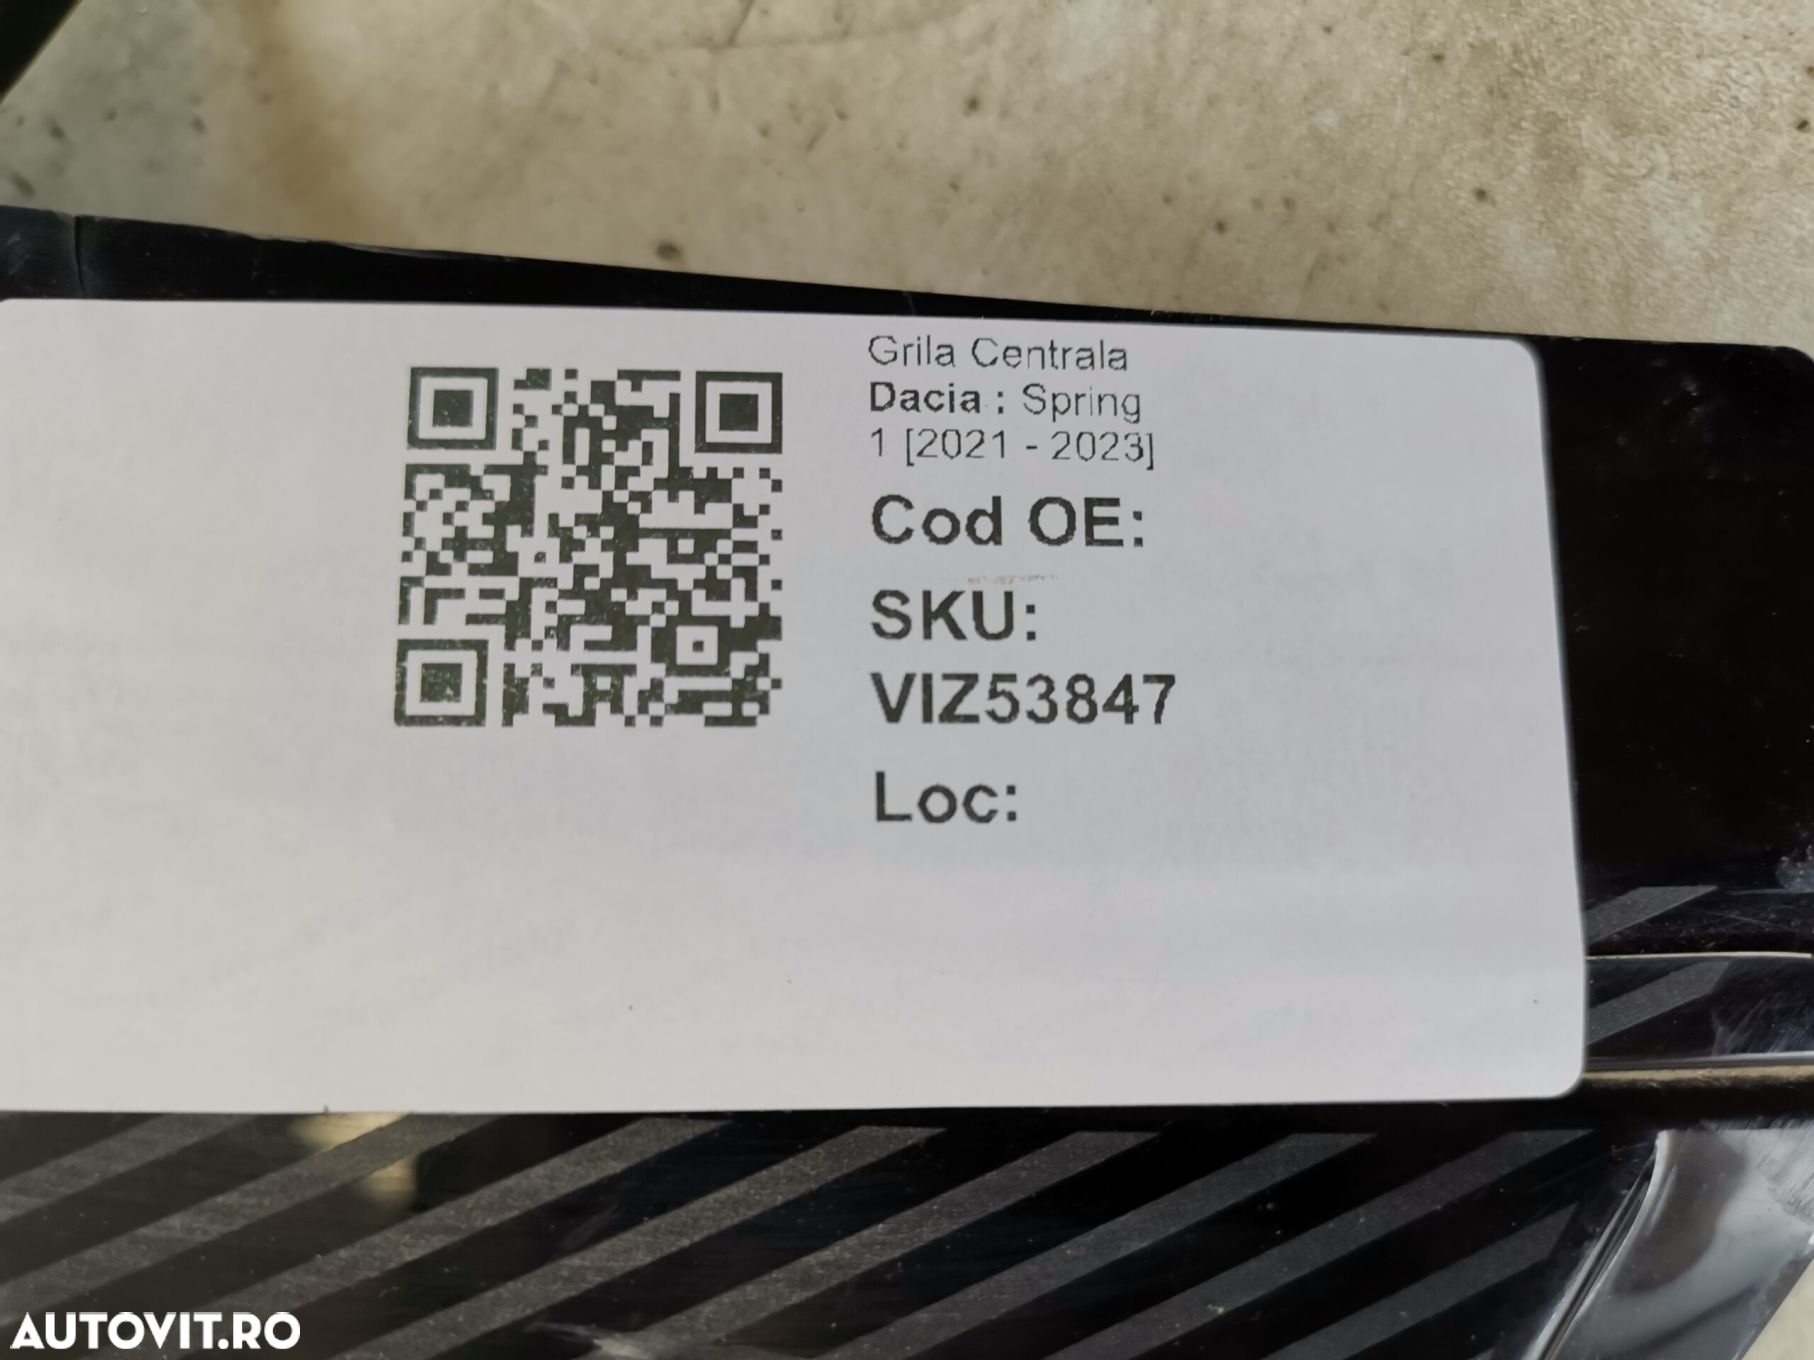 Grila Centrala
Dacia : Spring
1 [2021 - 2023]
Cod OE:
SKU:
VIZ53847
Loc:
AUTOVIT.RO